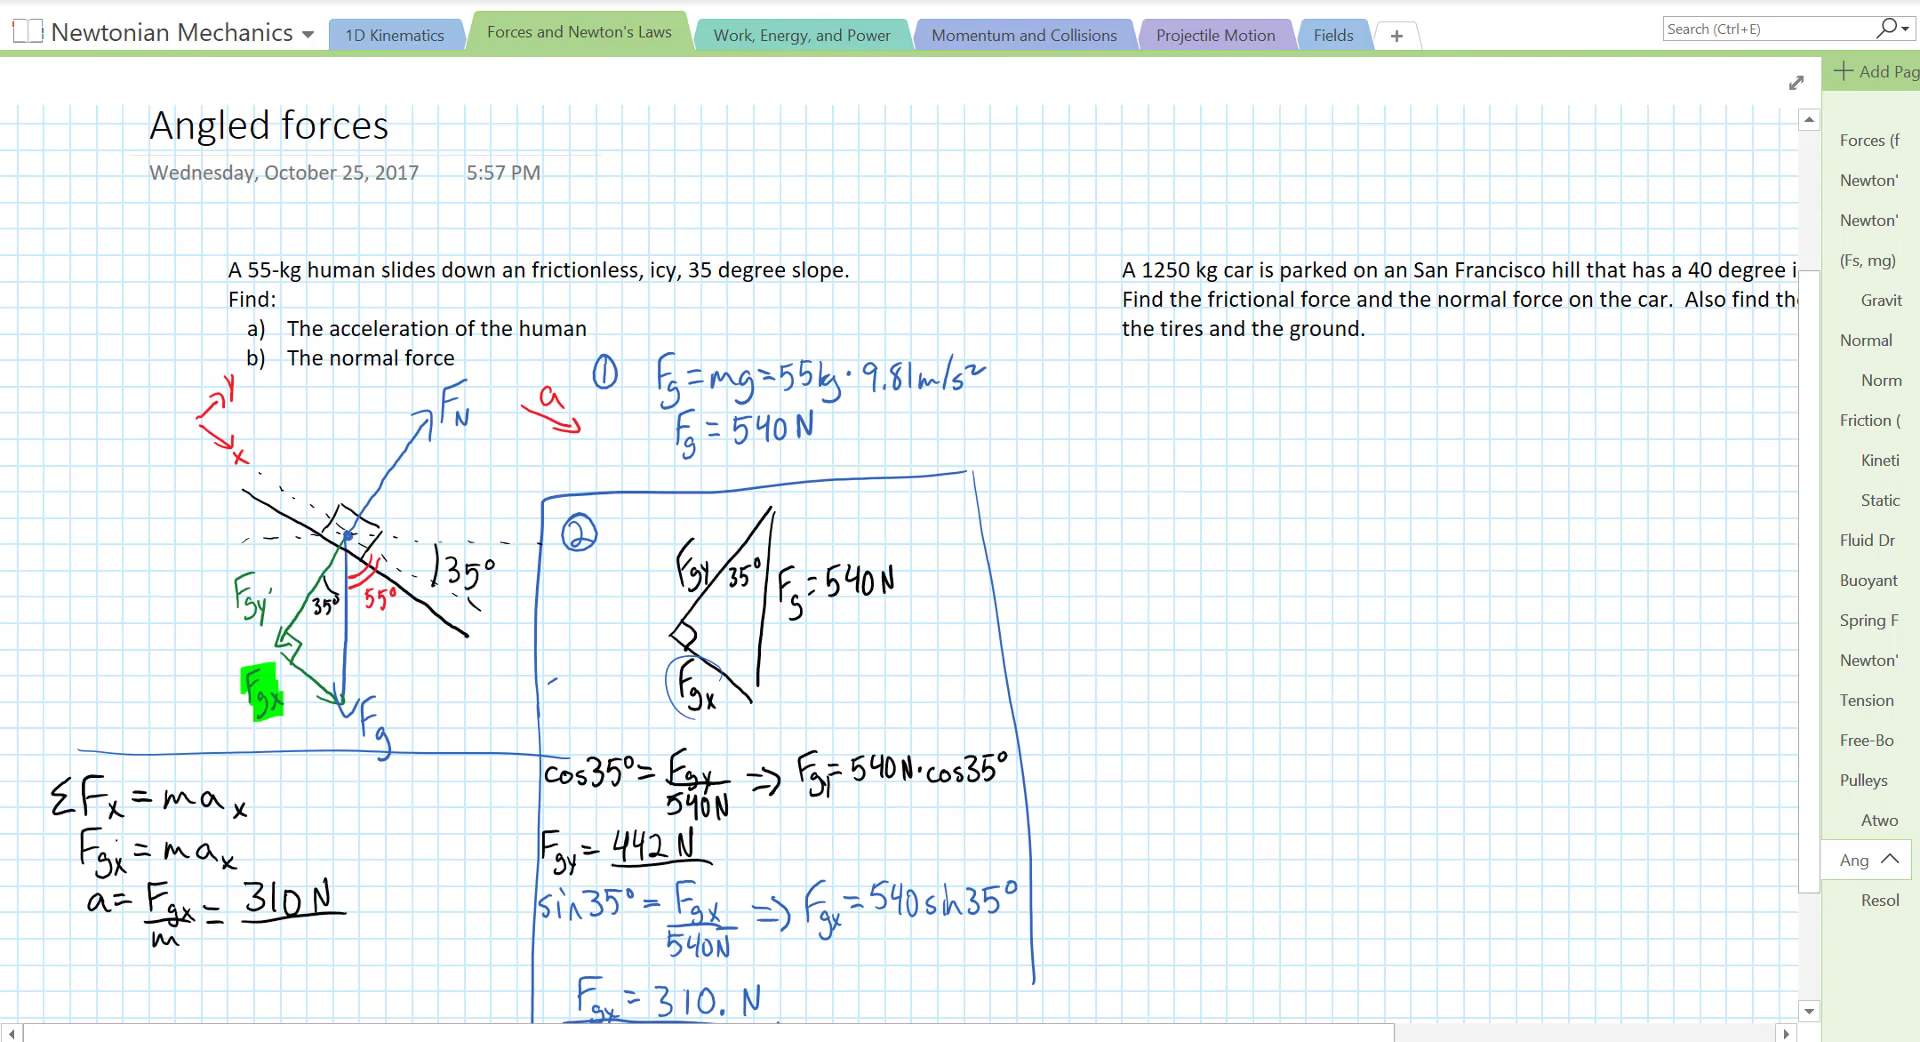 Newtonian Mechanics
1D Kinematics
Forces and Newton's Laws
Work, Energy, and Power
Momentum and Collisions
Projectile Motion
Fields
+
Search (Ctrl+E)
Add Pag
Angled forces
Wednesday, October 25, 2017 5:57 PM
A 55-kg human slides down an frictionless, icy, 35 degree slope.
Find:
a) The acceleration of the human
b) The normal force
y
x
F_N
a
35°
55°
35°
F_gy
F_gx
F_g
① F_g = mg = 55kg · 9.81m/s²
F_g = 540 N
②
F_gy
35°
F_g = 540 N
F_gx
cos35° = F_gy/540N => F_gy = 540N·cos35°
F_gy = 442 N
sin35° = F_gx/540N => F_gx = 540sin35°
F_gx = 310. N
ΣF_x = ma_x
F_gx = ma_x
a = F_gx/m = 310 N
A 1250 kg car is parked on an San Francisco hill that has a 40 degree i
Find the frictional force and the normal force on the car. Also find th
the tires and the ground.
Forces (f
Newton'
Newton'
(Fs, mg)
Gravit
Normal
Norm
Friction (
Kineti
Static
Fluid Dr
Buoyant
Spring F
Newton'
Tension
Free-Bo
Pulleys
Atwo
Ang
Resol